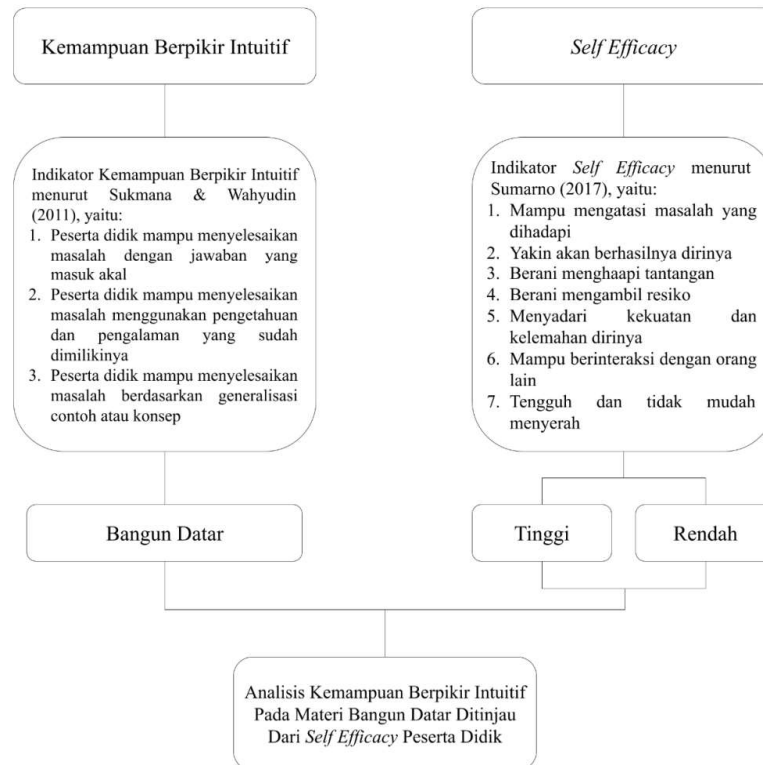 Kemampuan Berpikir Intuitif
Self Efficacy
Indikator Kemampuan Berpikir Intuitif
menurut Sukmana & Wahyudin
(2011), yaitu:
1. Peserta didik mampu menyelesaikan
masalah dengan jawaban yang
masuk akal
2. Peserta didik mampu menyelesaikan
masalah menggunakan pengetahuan
dan pengalaman yang sudah
dimilikinya
3. Peserta didik mampu menyelesaikan
masalah berdasarkan generalisasi
contoh atau konsep
Indikator Self Efficacy menurut
Sumarno (2017), yaitu:
1. Mampu mengatasi masalah yang
dihadapi
2. Yakin akan berhasilnya dirinya
3. Berani menghaapi tantangan
4. Berani mengambil resiko
5. Menyadari kekuatan dan
kelemahan dirinya
6. Mampu berinteraksi dengan orang
lain
7. Tengguh dan tidak mudah
menyerah
Bangun Datar
Tinggi
Rendah
Analisis Kemampuan Berpikir Intuitif
Pada Materi Bangun Datar Ditinjau
Dari Self Efficacy Peserta Didik